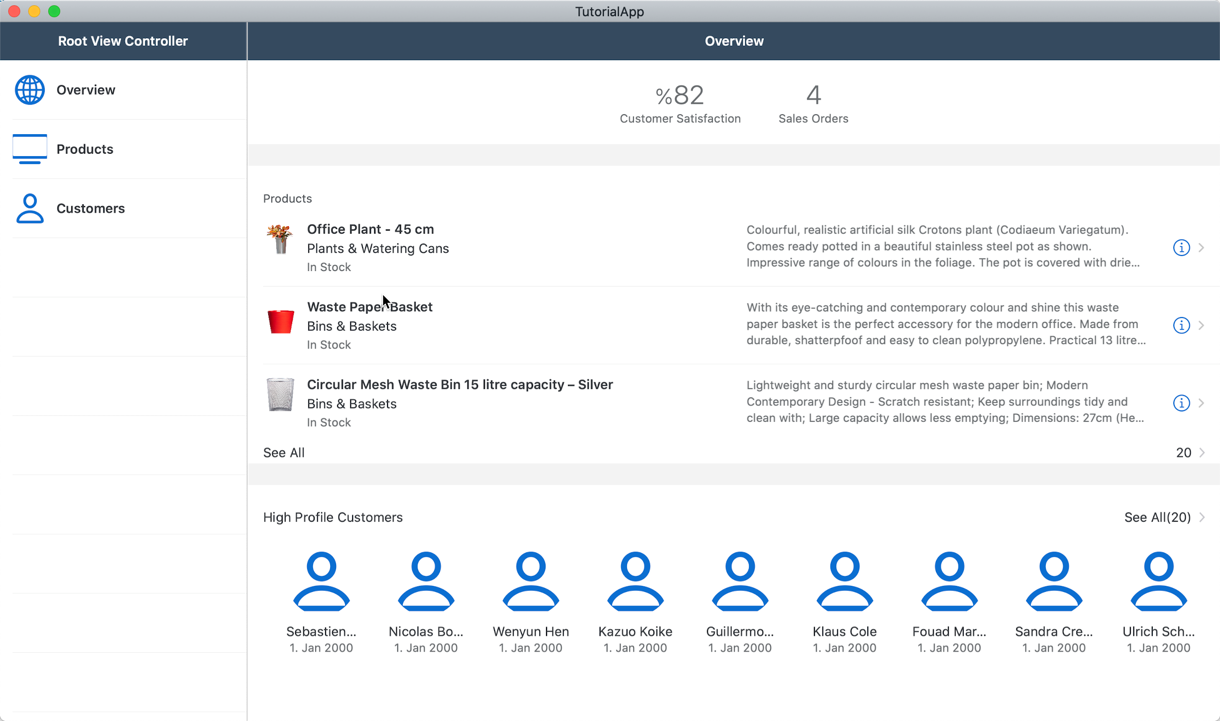 TutorialApp
Root View Controller
Overview
Overview
Products
Customers
%82
Customer Satisfaction
4
Sales Orders
Products
Office Plant - 45 cm
Plants & Watering Cans
In Stock
Colourful, realistic artificial silk Crotons plant (Codiaeum Variegatum).
Comes ready potted in a beautiful stainless steel pot as shown.
Impressive range of colours in the foliage. The pot is covered with drie...
Waste Paper Basket
Bins & Baskets
In Stock
With its eye-catching and contemporary colour and shine this waste
paper basket is the perfect accessory for the modern office. Made from
durable, shatterpfoof and easy to clean polypropylene. Practical 13 litre...
Circular Mesh Waste Bin 15 litre capacity – Silver
Bins & Baskets
In Stock
Lightweight and sturdy circular mesh waste paper bin; Modern
Contemporary Design - Scratch resistant; Keep surroundings tidy and
clean with; Large capacity allows less emptying; Dimensions: 27cm (He...
See All
20
High Profile Customers
See All(20)
Sebastien...
1. Jan 2000
Nicolas Bo...
1. Jan 2000
Wenyun Hen
1. Jan 2000
Kazuo Koike
1. Jan 2000
Guillermo...
1. Jan 2000
Klaus Cole
1. Jan 2000
Fouad Mar...
1. Jan 2000
Sandra Cre...
1. Jan 2000
Ulrich Sch...
1. Jan 2000